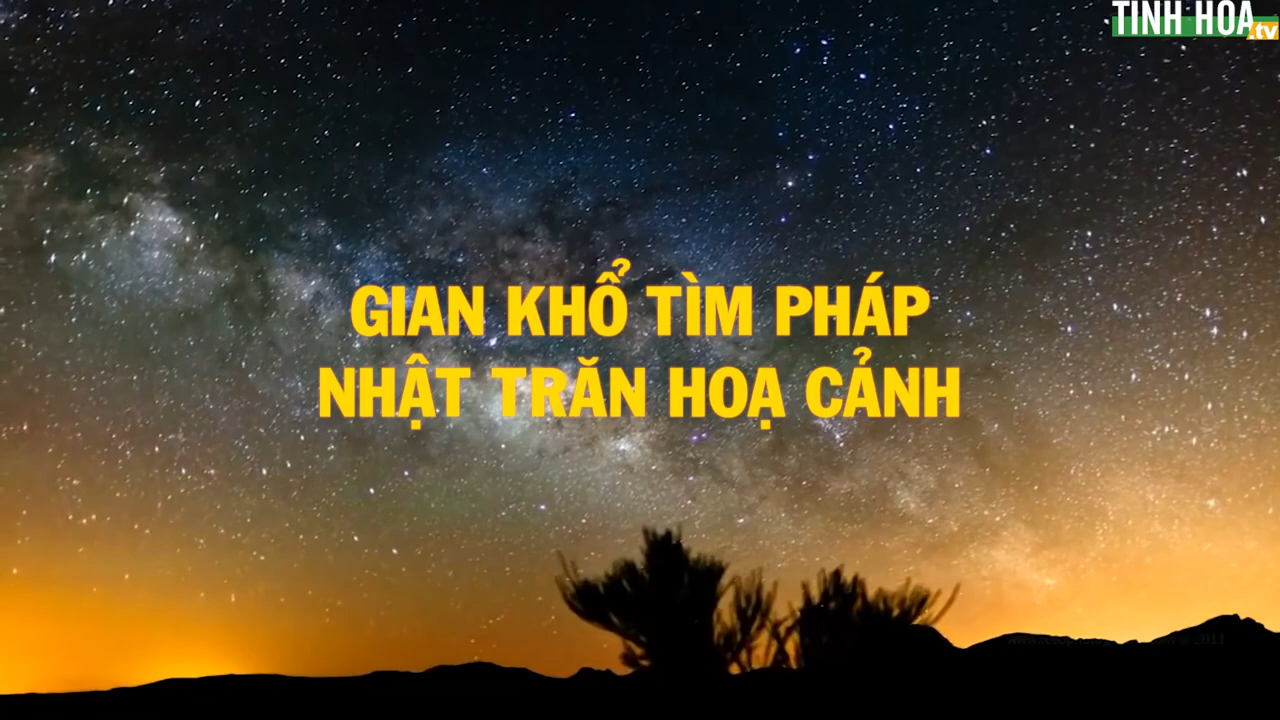 TINH HOA
.tv
GIAN KHỔ TÌM PHÁP
NHẬT TRĂN HOẠ CẢNH